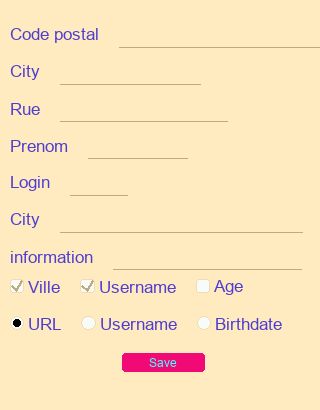 Code postal
City
Rue
Prenom
Login
City
information
Ville Username Age
URL Username Birthdate
Save